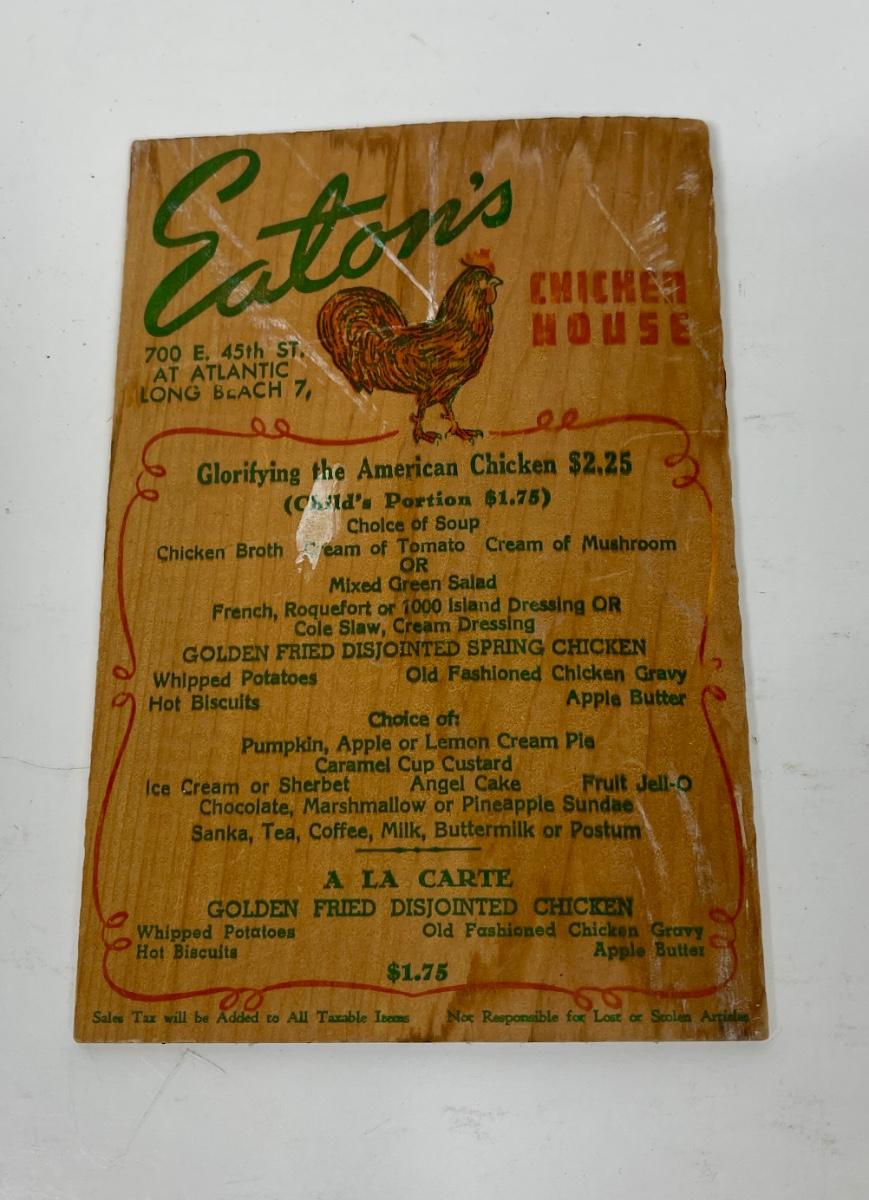 Eaton's
CHICKEN
HOUSE
700 E. 45th ST.
AT ATLANTIC
LONG BEACH 7,
Glorifying the American Chicken $2.25
(Child's Portion $1.75)
Choice of Soup
Chicken Broth Cream of Tomato Cream of Mushroom
OR
Mixed Green Salad
French, Roquefort or 1000 Island Dressing OR
Cole Slaw, Cream Dressing
GOLDEN FRIED DISJOINTED SPRING CHICKEN
Whipped Potatoes Old Fashioned Chicken Gravy
Hot Biscuits Apple Butter
Choice of:
Pumpkin, Apple or Lemon Cream Pie
Caramel Cup Custard
Ice Cream or Sherbet Angel Cake Fruit Jell-O
Chocolate, Marshmallow or Pineapple Sundae
Sanka, Tea, Coffee, Milk, Buttermilk or Postum
A LA CARTE
GOLDEN FRIED DISJOINTED CHICKEN
Whipped Potatoes Old Fashioned Chicken Gravy
Hot Biscuits Apple Butter
$1.75
Sales Tax will be Added to All Taxable Items Not Responsible for Lost or Stolen Articles